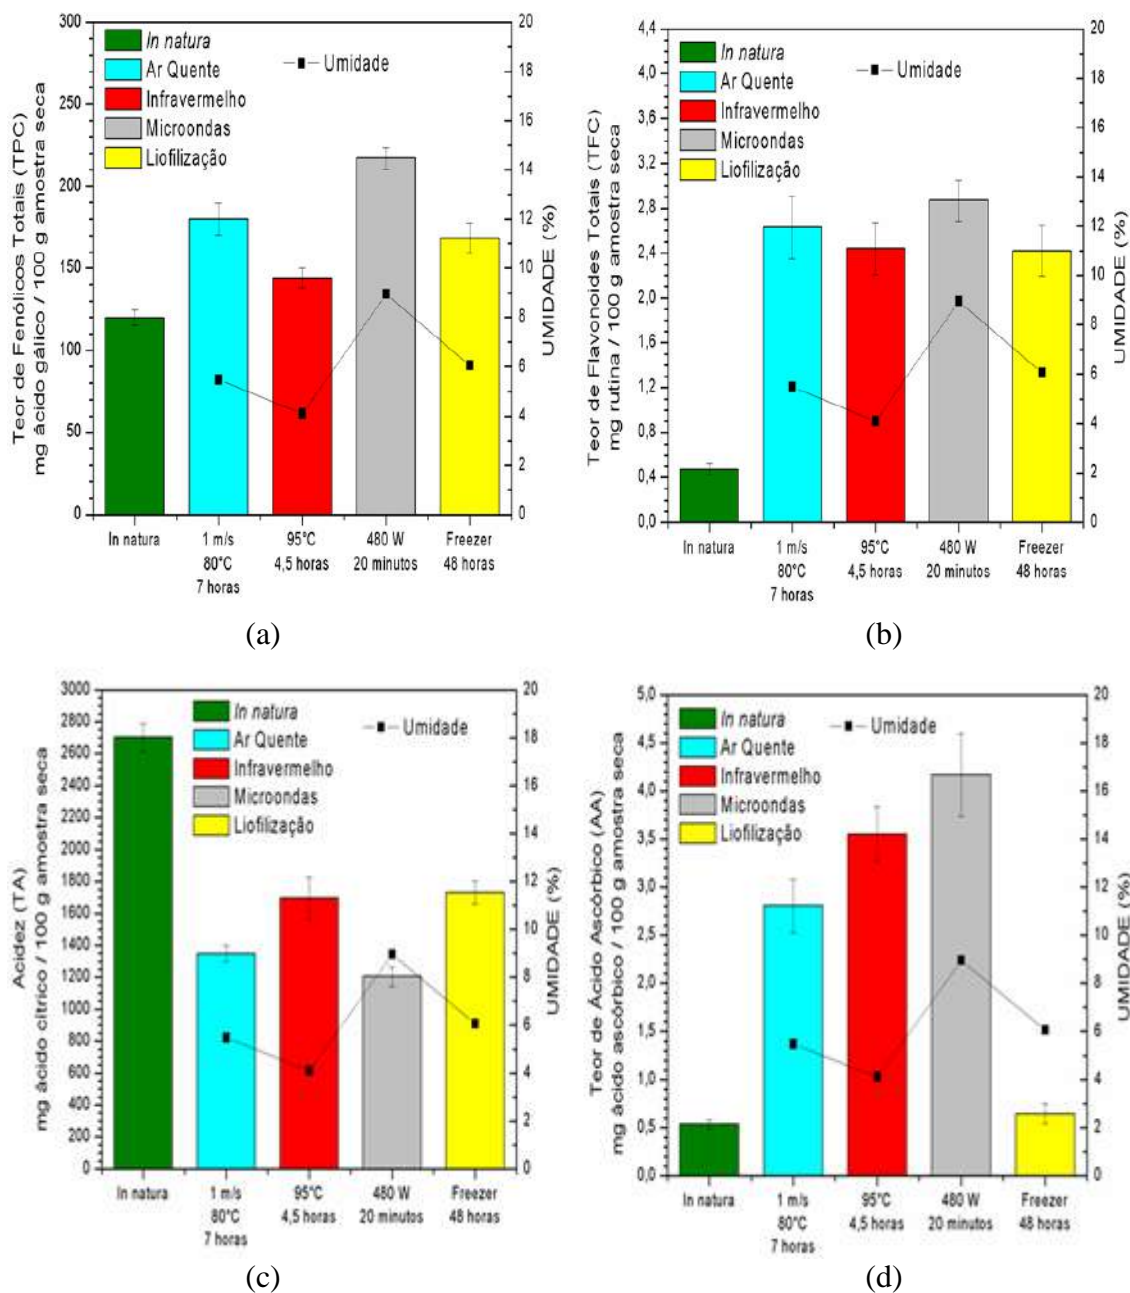 300
250
200
150
100
50
0
Teor de Fenólicos Totais (TPC)
mg ácido gálico / 100 g amostra seca
In natura
Ar Quente
Infravermelho
Microondas
Liofilização
Umidade
20
18
16
14
12
10
8
6
4
2
0
UMIDADE (%)
In natura
1 m/s
80°C
7 horas
95°C
4,5 horas
480 W
20 minutos
Freezer
48 horas
(a)
4,4
4,0
3,6
3,2
2,8
2,4
2,0
1,6
1,2
0,8
0,4
0,0
Teor de Flavonoides Totais (TFC)
mg rutina / 100 g amostra seca
In natura
Ar Quente
Infravermelho
Microondas
Liofilização
Umidade
20
18
16
14
12
10
8
6
4
2
0
UMIDADE (%)
In natura
1 m/s
80°C
7 horas
95°C
4,5 horas
480 W
20 minutos
Freezer
48 horas
(b)
3000
2800
2600
2400
2200
2000
1800
1600
1400
1200
1000
800
600
400
200
0
Acidez (TA)
mg ácido cítrico / 100 g amostra seca
In natura
Ar Quente
Infravermelho
Microondas
Liofilização
Umidade
20
18
16
14
12
10
8
6
4
2
0
UMIDADE (%)
In natura
1 m/s
80°C
7 horas
95°C
4,5 horas
480 W
20 minutos
Freezer
48 horas
(c)
5,0
4,5
4,0
3,5
3,0
2,5
2,0
1,5
1,0
0,5
0,0
Teor de Ácido Ascórbico (AA)
mg ácido ascórbico / 100 g amostra seca
In natura
Ar Quente
Infravermelho
Microondas
Liofilização
Umidade
20
18
16
14
12
10
8
6
4
2
0
UMIDADE (%)
In natura
1 m/s
80°C
7 horas
95°C
4,5 horas
480 W
20 minutos
Freezer
48 horas
(d)